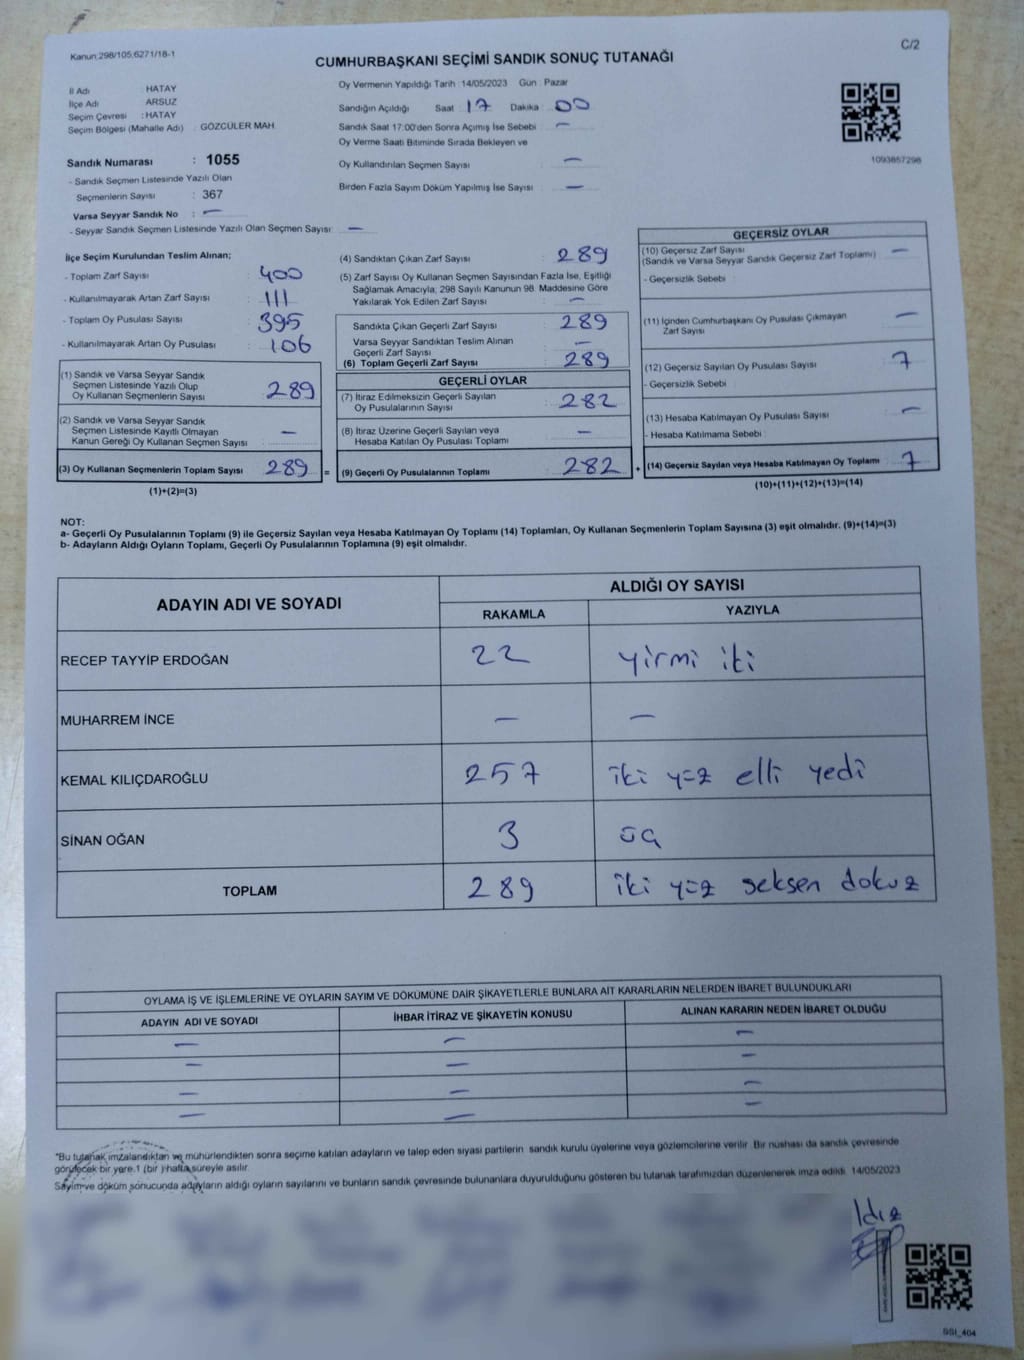 Kanun:298/105;6271/18-1
C/2
CUMHURBAŞKANI SEÇİMİ SANDIK SONUÇ TUTANAĞI
İl Adı HATAY
İlçe Adı ARSUZ
Seçim Çevresi : HATAY
Seçim Bölgesi (Mahalle Adı) : GÖZCÜLER MAH.
Oy Vermenin Yapıldığı Tarih : 14/05/2023 Gün : Pazar
Sandığın Açıldığı Saat 17 Dakika 00
Sandık Saat 17:00'den Sonra Açımış İse Sebebi —
Oy Verme Saati Bitiminde Sırada Bekleyen ve
Oy Kullandırılan Seçmen Sayısı —
Birden Fazla Sayım Döküm Yapılmış İse Sayısı —
1093857298
Sandık Numarası : 1055
- Sandık Seçmen Listesinde Yazılı Olan
Seçmenlerin Sayısı : 367
Varsa Seyyar Sandık No : —
- Seyyar Sandık Seçmen Listesinde Yazılı Olan Seçmen Sayısı: —
İlçe Seçim Kurulundan Teslim Alınan;
- Toplam Zarf Sayısı : 400
- Kullanılmayarak Artan Zarf Sayısı : 111
- Toplam Oy Pusulası Sayısı : 395
- Kullanılmayarak Artan Oy Pusulası : 106
(1) Sandık ve Varsa Seyyar Sandık
Seçmen Listesinde Yazılı Olup
Oy Kullanan Seçmenlerin Sayısı : 289
(2) Sandık ve Varsa Seyyar Sandık
Seçmen Listesinde Kayıtlı Olmayan
Kanun Gereği Oy Kullanan Seçmen Sayısı —
(3) Oy Kullanan Seçmenlerin Toplam Sayısı 289 =
(1)+(2)=(3)
(4) Sandıktan Çıkan Zarf Sayısı : 289
(5) Zarf Sayısı Oy Kullanan Seçmen Sayısından Fazla İse, Eşitliği
Sağlamak Amacıyla; 298 Sayılı Kanunun 98. Maddesine Göre
Yakılarak Yok Edilen Zarf Sayısı : —
Sandıkta Çıkan Geçerli Zarf Sayısı : 289
Varsa Seyyar Sandıktan Teslim Alınan
Geçerli Zarf Sayısı —
(6) Toplam Geçerli Zarf Sayısı : 289
GEÇERLİ OYLAR
(7) İtiraz Edilmeksizin Geçerli Sayılan
Oy Pusulalarının Sayısı : 282
(8) İtiraz Üzerine Geçerli Sayılan veya
Hesaba Katılan Oy Pusulası Toplamı —
(9) Geçerli Oy Pusulalarının Toplamı : 282 +
GEÇERSİZ OYLAR
(10) Geçersiz Zarf Sayısı
(Sandık ve Varsa Seyyar Sandık Geçersiz Zarf Toplamı) —
- Geçersizlik Sebebi :
(11) İçinden Cumhurbaşkanı Oy Pusulası Çıkmayan
Zarf Sayısı —
(12) Geçersiz Sayılan Oy Pusulası Sayısı : 7
- Geçersizlik Sebebi :
(13) Hesaba Katılmayan Oy Pusulası Sayısı : —
- Hesaba Katılmama Sebebi :
(14) Geçersiz Sayılan veya Hesaba Katılmayan Oy Toplamı : 7
(10)+(11)+(12)+(13)=(14)
NOT:
a- Geçerli Oy Pusulalarının Toplamı (9) ile Geçersiz Sayılan veya Hesaba Katılmayan Oy Toplamı (14) Toplamları, Oy Kullanan Seçmenlerin Toplam Sayısına (3) eşit olmalıdır. (9)+(14)=(3)
b- Adayların Aldığı Oyların Toplamı, Geçerli Oy Pusulalarının Toplamına (9) eşit olmalıdır.
ADAYIN ADI VE SOYADI ALDIĞI OY SAYISI
RAKAMLA YAZIYLA
RECEP TAYYİP ERDOĞAN 22 yirmi iki
MUHARREM İNCE — —
KEMAL KILIÇDAROĞLU 257 iki yüz elli yedi
SİNAN OĞAN 3 üç
TOPLAM 289 iki yüz seksen dokuz
OYLAMA İŞ VE İŞLEMLERİNE VE OYLARIN SAYIM VE DÖKÜMÜNE DAİR ŞİKAYETLERLE BUNLARA AİT KARARLARIN NELERDEN İBARET BULUNDUKLARI
ADAYIN ADI VE SOYADI İHBAR İTİRAZ VE ŞİKAYETİN KONUSU ALINAN KARARIN NEDEN İBARET OLDUĞU
— — —
— — —
— — —
— — —
*Bu tutanak imzalandıktan ve mühürlendikten sonra seçime katılan adayların ve talep eden siyasi partilerin sandık kurulu üyelerine veya gözlemcilerine verilir. Bir nüshası da sandık çevresinde
görülecek bir yere 1 (bir ) hafta süreyle asılır.
Sayım ve döküm sonucunda adayların aldığı oyların sayılarını ve bunların sandık çevresinde bulunanlara duyurulduğunu gösteren bu tutanak tarafımızdan düzenlenerek imza edildi. 14/05/2023
SSI_404